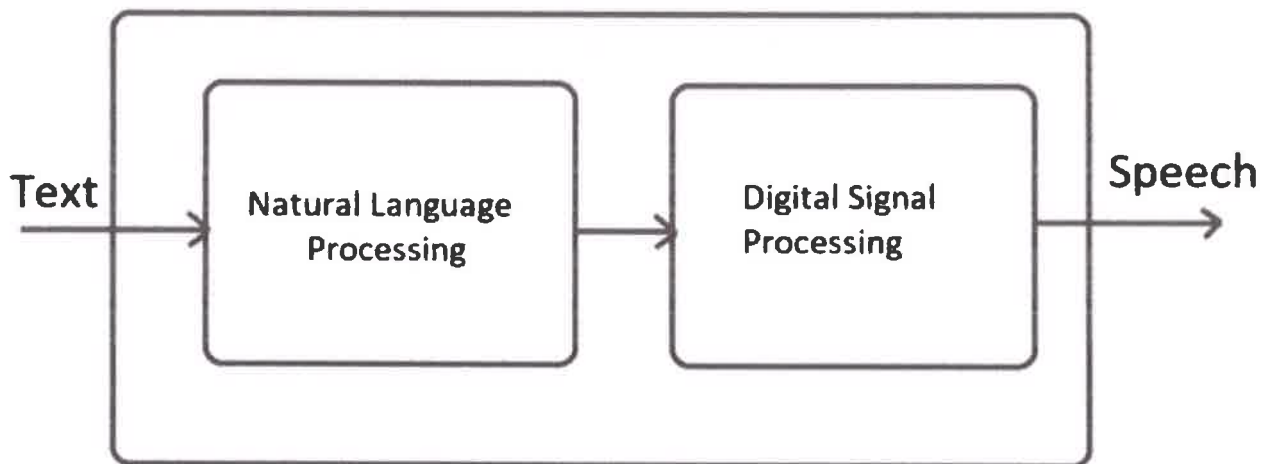 Text
Natural Language
Processing
Digital Signal
Processing
Speech